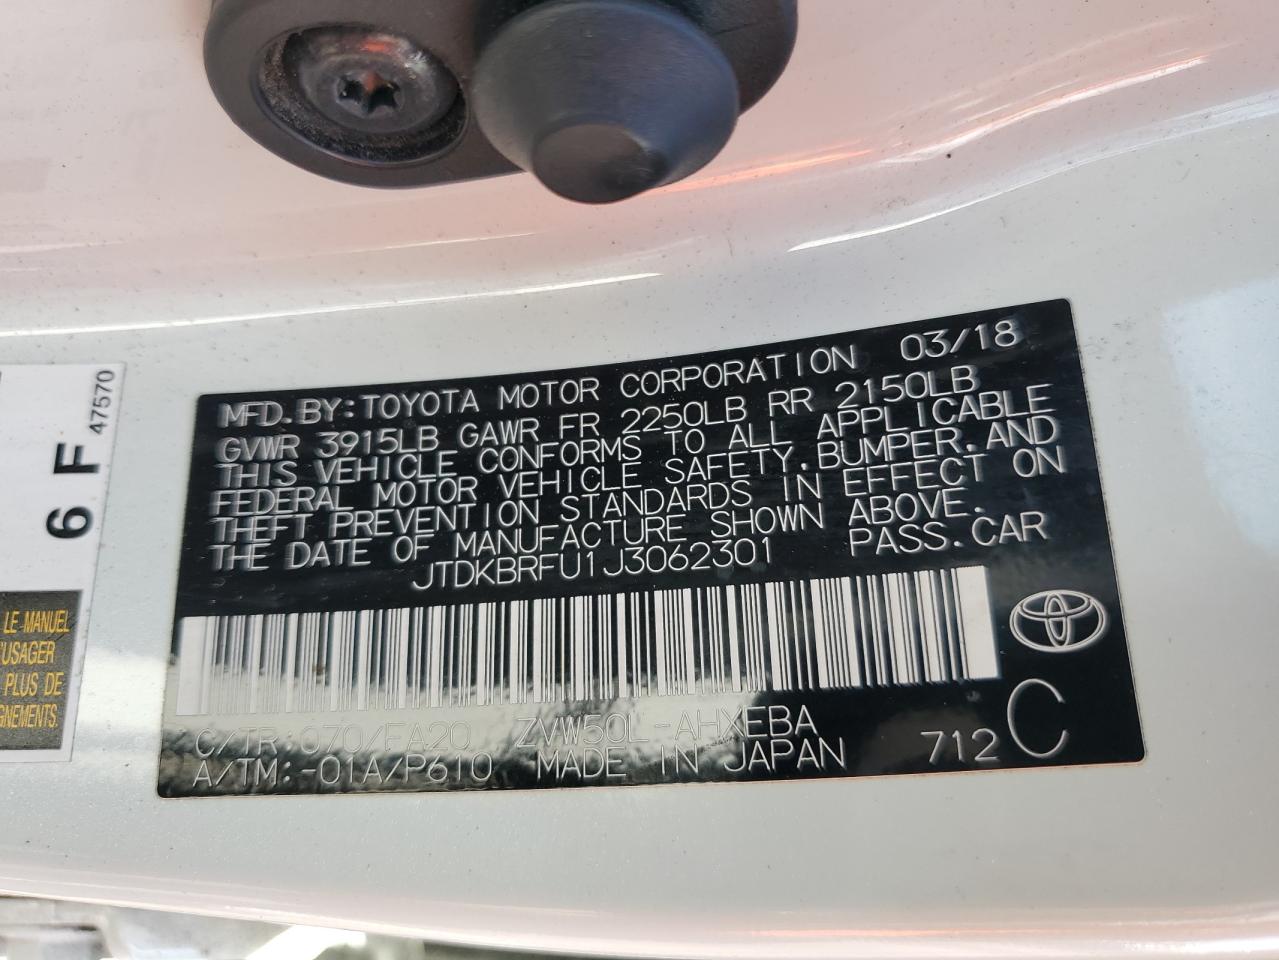 MFD. BY: TOYOTA MOTOR CORPORATION 03/18
GVWR 3915LB GAWR FR 2250LB RR 2150LB
THIS VEHICLE CONFORMS TO ALL APPLICABLE
FEDERAL MOTOR VEHICLE SAFETY, BUMPER, AND
THEFT PREVENTION STANDARDS IN EFFECT ON
THE DATE OF MANUFACTURE SHOWN ABOVE.
JTDKBRFU1J3062301 PASS. CAR
C/TR: 070/FA20 ZVW50L-AHXEBA
A/TM: -01A/P610 MADE IN JAPAN 712 C
6 F
47570
LE MANUEL
'USAGER
PLUS DE
GNEMENTS.